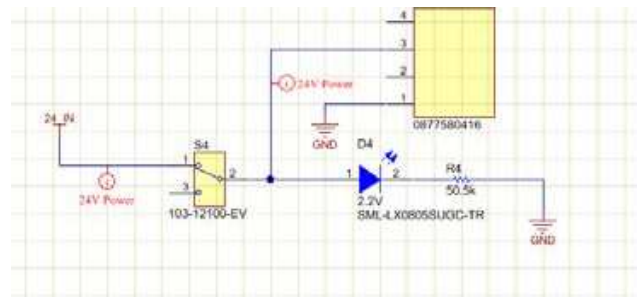 4
3
24V Power
2
1
0877580416
GND
24_IN
S4
1
2
3
24V Power
103-12100-EV
D4
1
2
2.2V
SML-LX0805SUGC-TR
R4
50.5k
GND